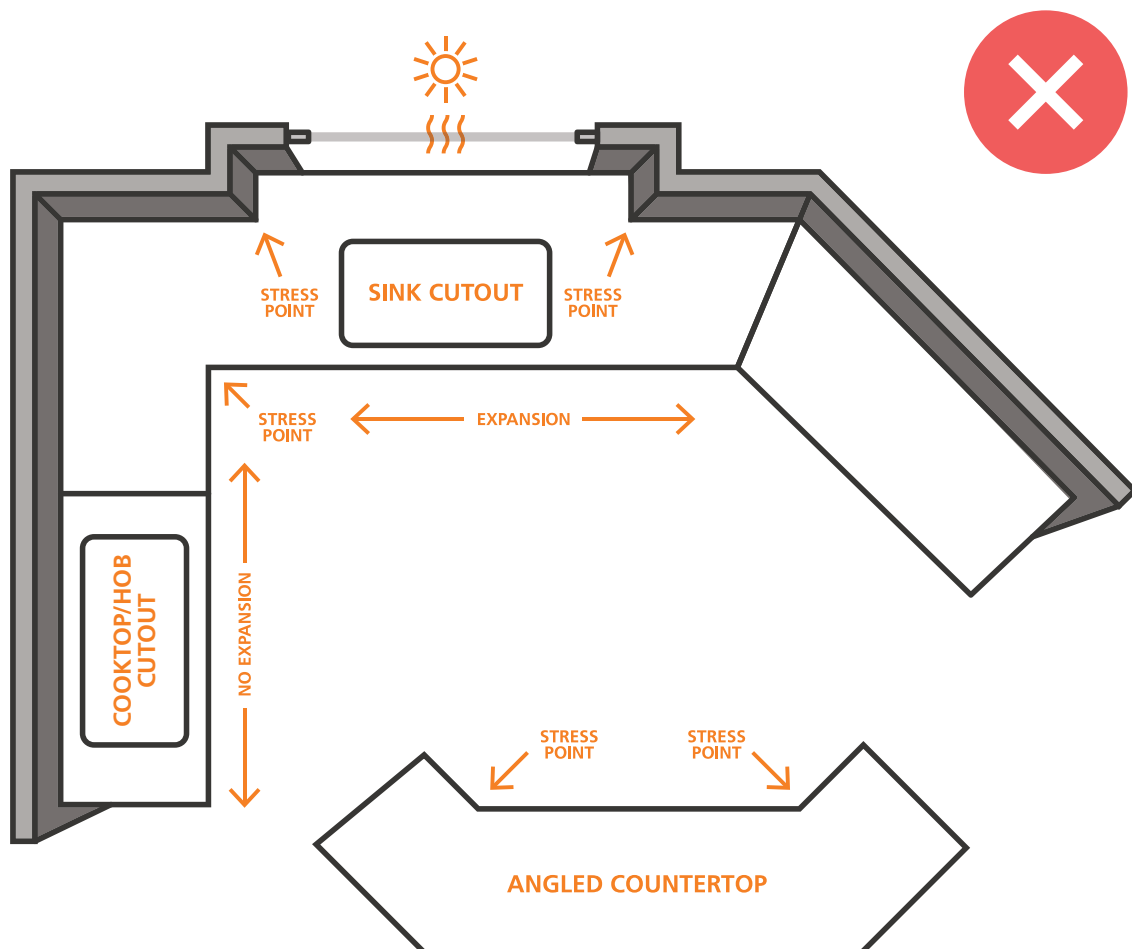 STRESS
POINT
SINK CUTOUT
STRESS
POINT
STRESS
POINT
EXPANSION
COOKTOP/HOB
CUTOUT
NO EXPANSION
STRESS
POINT
STRESS
POINT
ANGLED COUNTERTOP